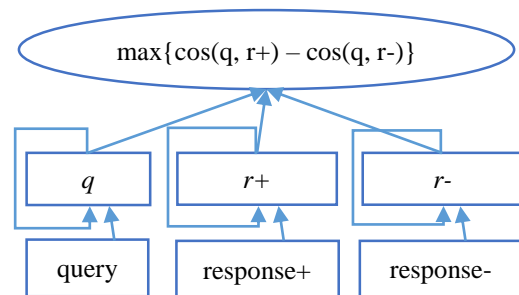 max{cos(q, r+) – cos(q, r-)}
q r+ r-
query response+ response-